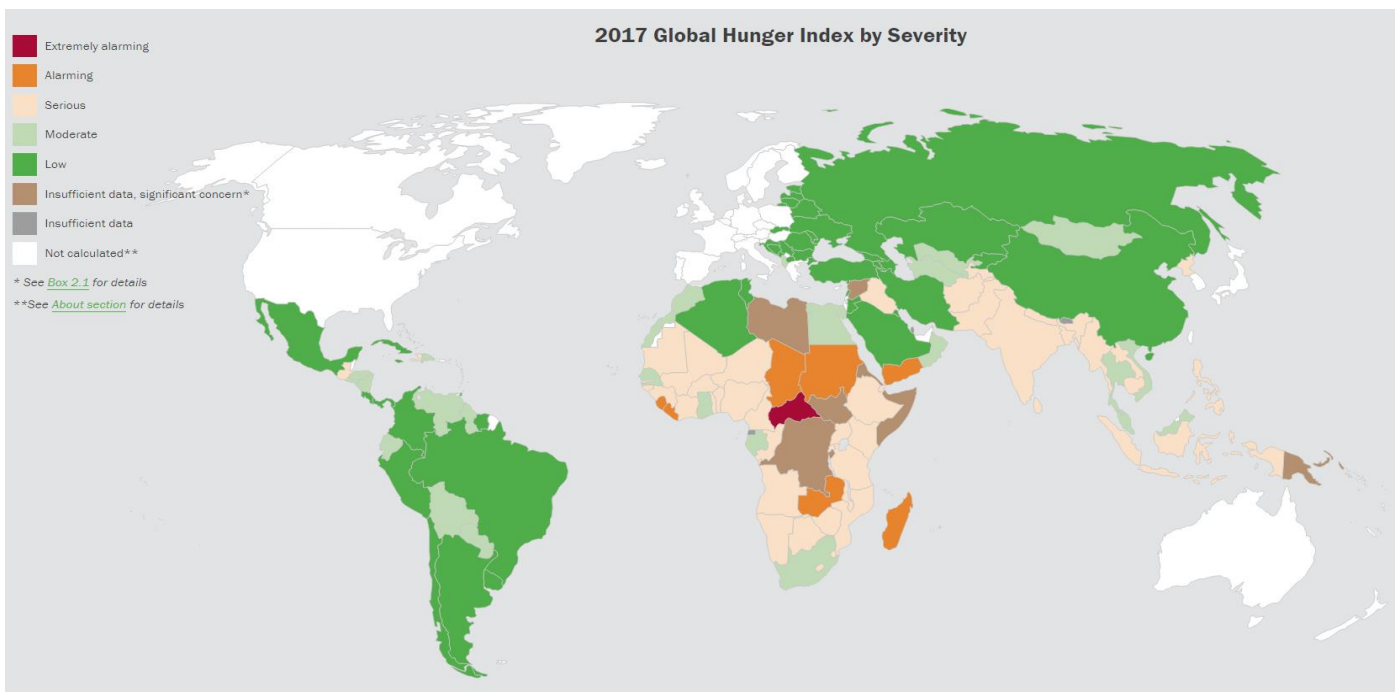 2017 Global Hunger Index by Severity
Extremely alarming
Alarming
Serious
Moderate
Low
Insufficient data, significant concern*
Insufficient data
Not calculated**
* See Box 2.1 for details
**See About section for details